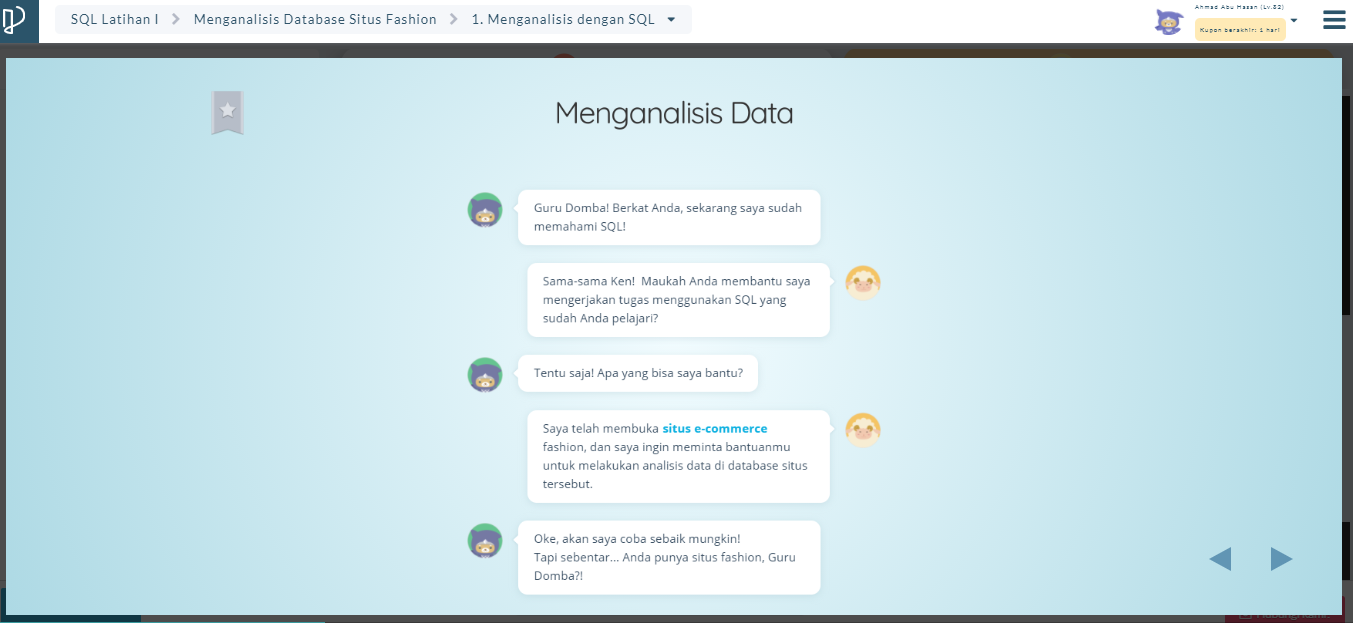 SQL Latihan I
Menganalisis Database Situs Fashion
1. Menganalisis dengan SQL
Ahmad Abu Hasan (Lv.82)
Kupon berakhir: 1 hari
Menganalisis Data
Guru Domba! Berkat Anda, sekarang saya sudah
memahami SQL!
Sama-sama Ken! Maukah Anda membantu saya
mengerjakan tugas menggunakan SQL yang
sudah Anda pelajari?
Tentu saja! Apa yang bisa saya bantu?
Saya telah membuka situs e-commerce
fashion, dan saya ingin meminta bantuanmu
untuk melakukan analisis data di database situs
tersebut.
Oke, akan saya coba sebaik mungkin!
Tapi sebentar... Anda punya situs fashion, Guru
Domba?!